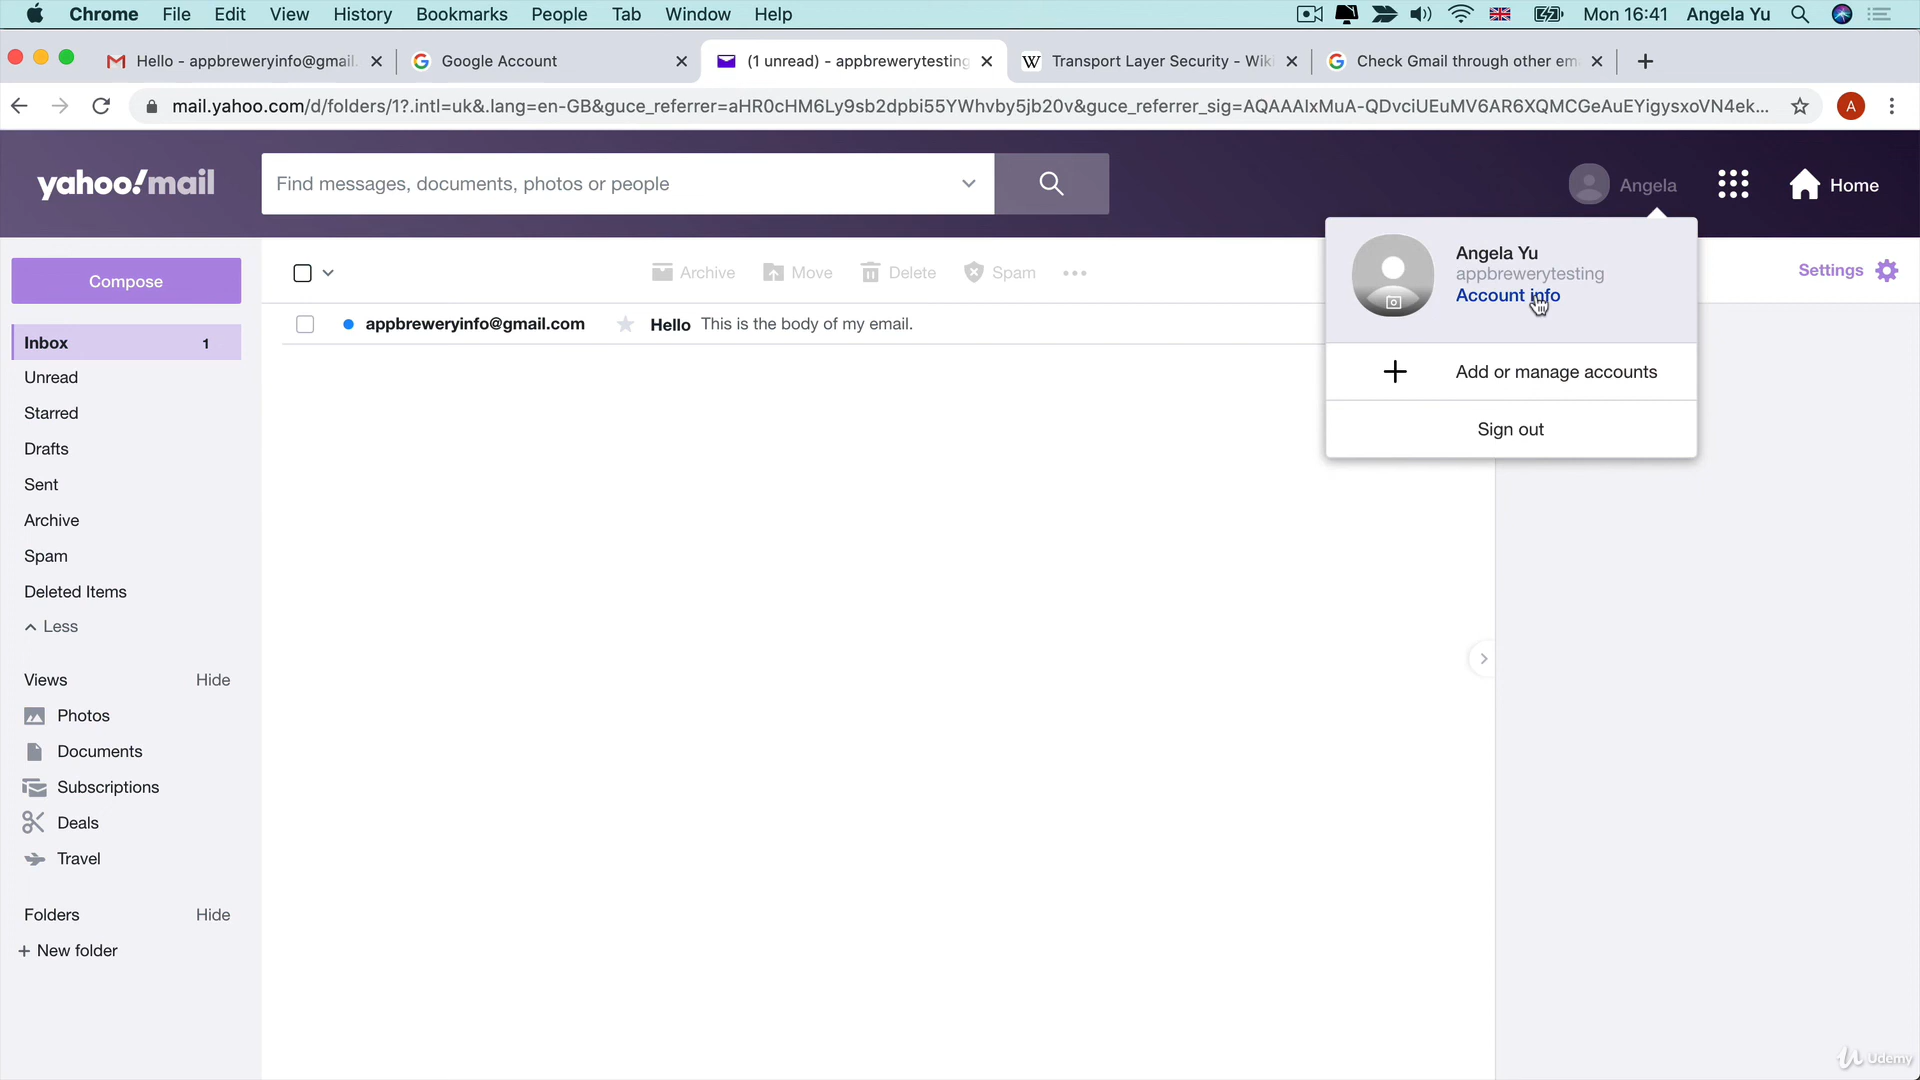 Chrome File Edit View History Bookmarks People Tab Window Help Mon 16:41 Angela Yu
Hello - appbreweryinfo@gmail. Google Account (1 unread) - appbrewerytesting Transport Layer Security - Wiki Check Gmail through other em
mail.yahoo.com/d/folders/1?.intl=uk&.lang=en-GB&guce_referrer=aHR0cHM6Ly9sb2dpbi55YWhvby5jb20v&guce_referrer_sig=AQAAAIxMuA-QDvciUEuMV6AR6XQMCGeAuEYigysxoVN4ek... A
yahoo!mail Find messages, documents, photos or people Angela Home
Angela Yu
appbrewerytesting
Account info
Add or manage accounts
Sign out
Compose Archive Move Delete Spam Settings
Inbox 1
appbreweryinfo@gmail.com Hello This is the body of my email.
Unread
Starred
Drafts
Sent
Archive
Spam
Deleted Items
Less
Views Hide
Photos
Documents
Subscriptions
Deals
Travel
Folders Hide
+ New folder
Udemy